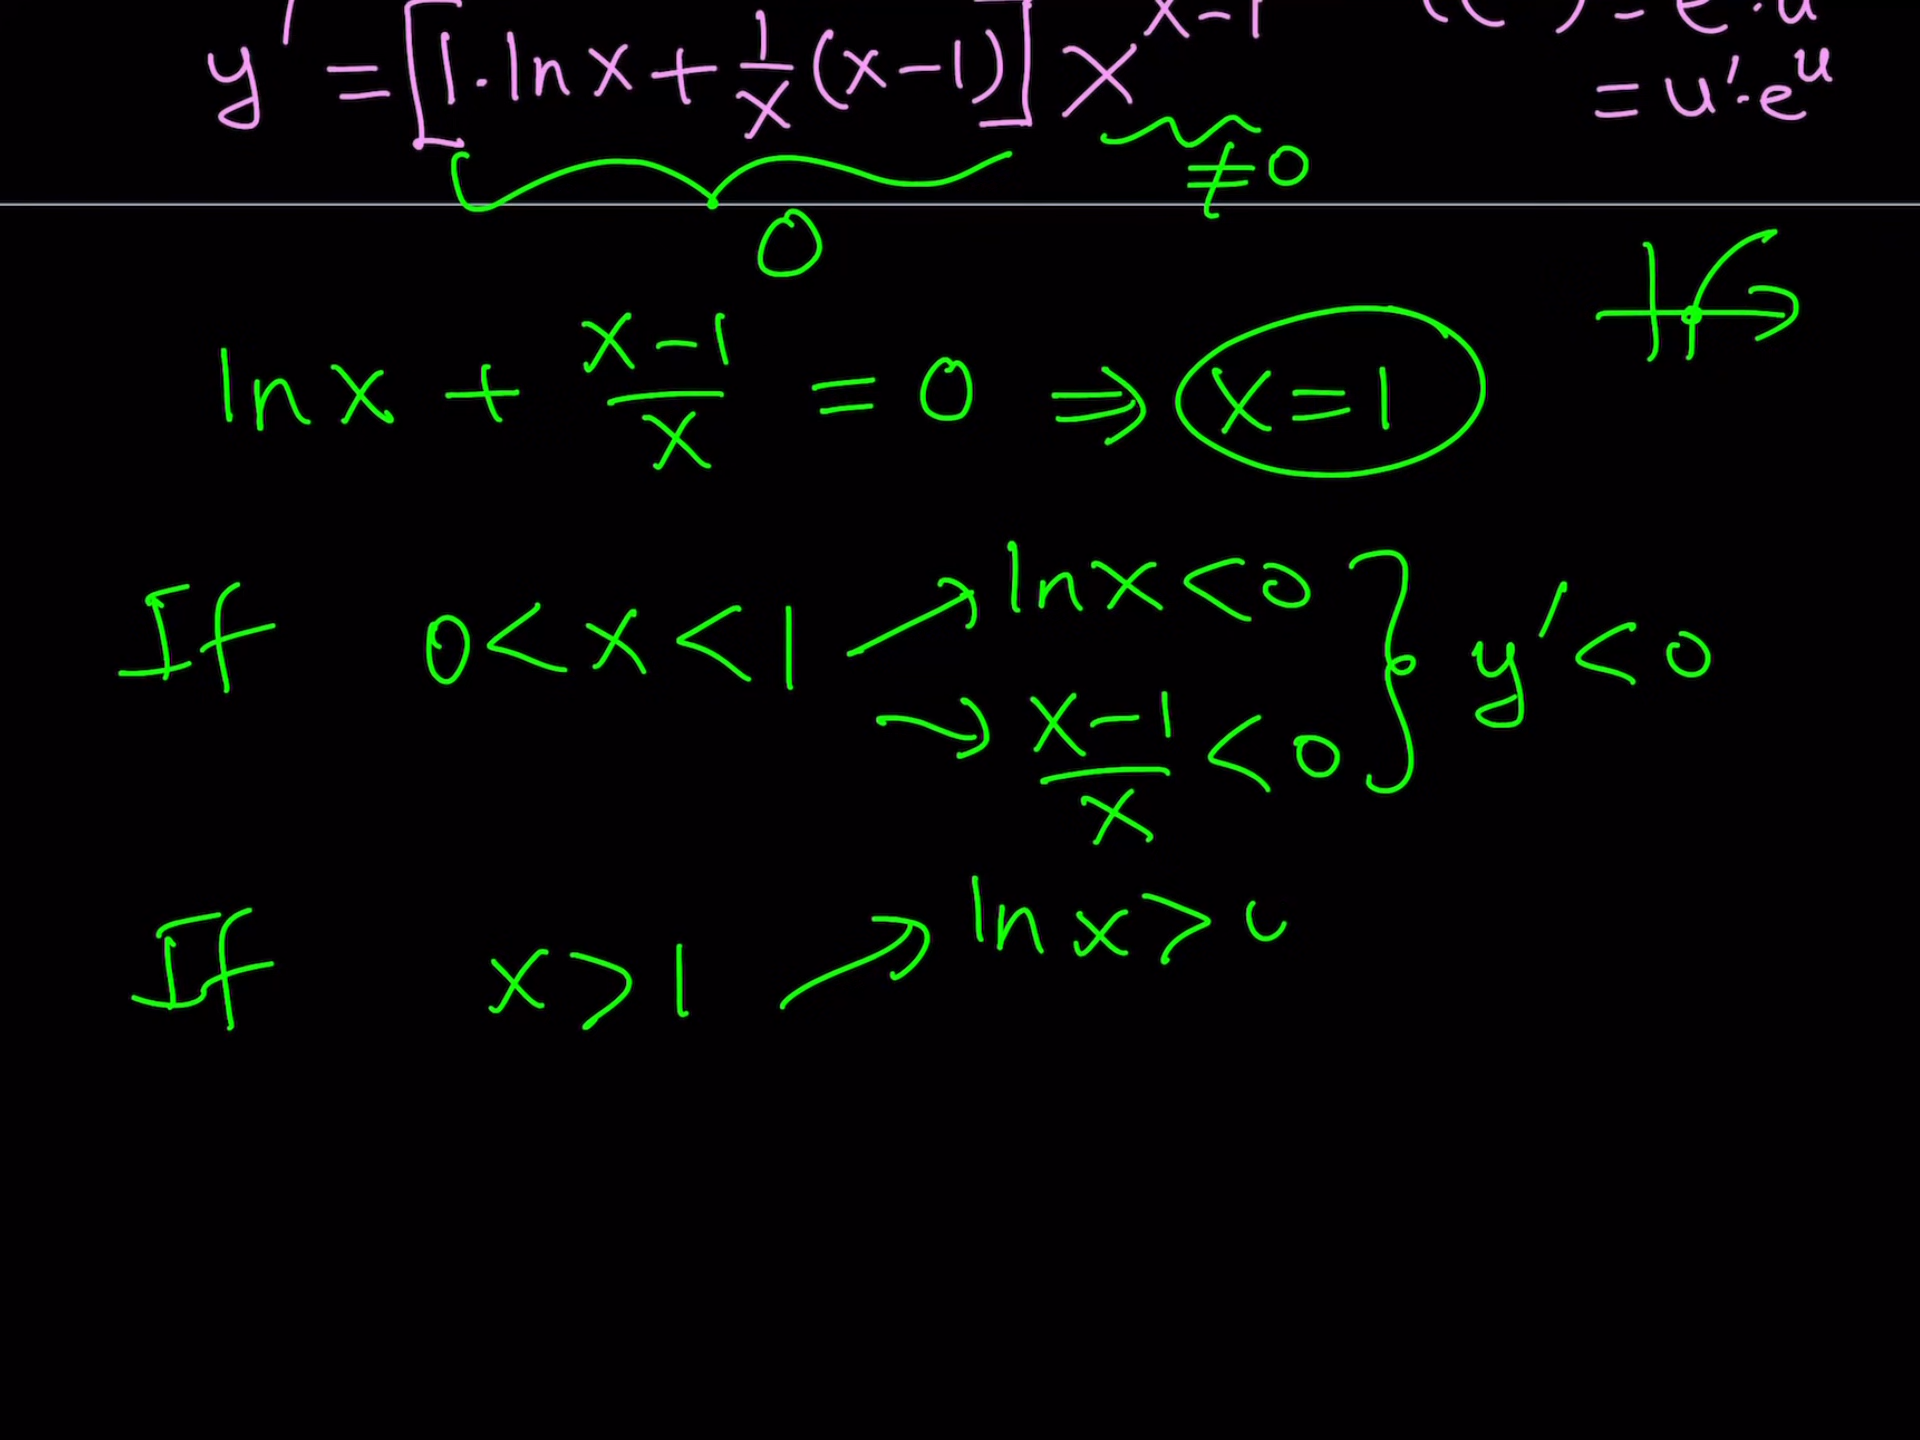 y' = [1·ln x + 1/x (x-1)] x^(x-1)
= u'·e^u
≠0
0
ln x + (x-1)/x = 0 ⇒ x=1
If 0<x<1 → ln x<0 } y'<0
→ (x-1)/x <0
If x>1 → ln x>